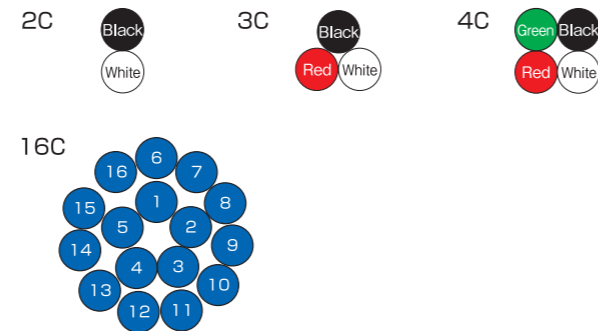 2C 3C 4C
Black Black Green Black
White Red White Red White
16C
6
16 7
1
15 8
5 2
14 9
4 3
13 10
12 11